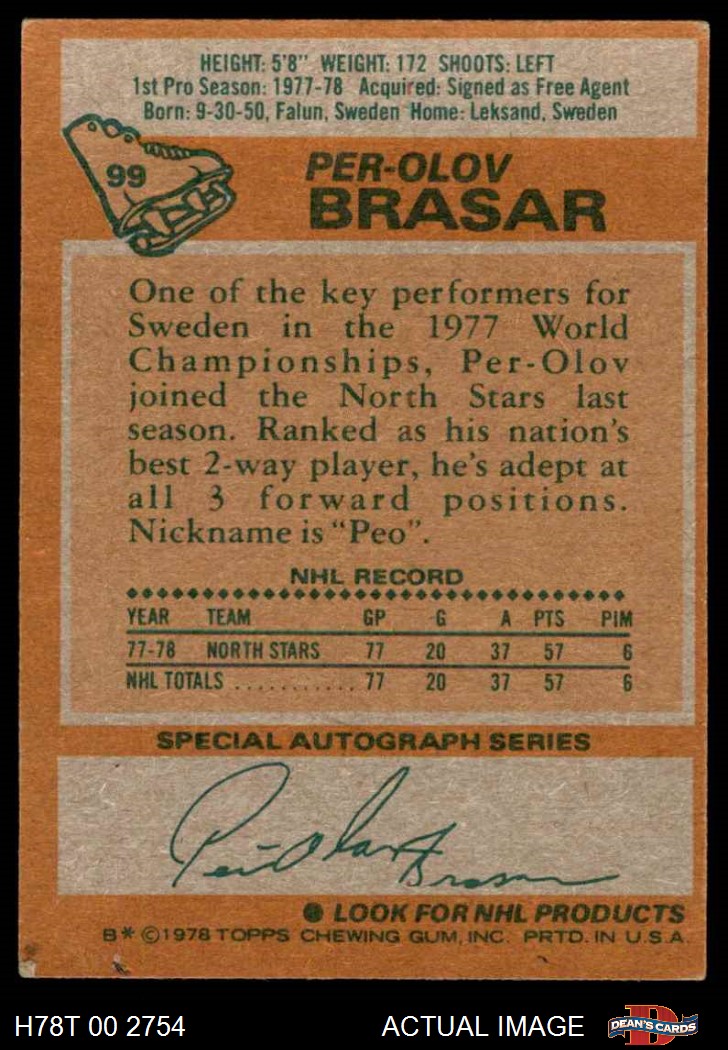 HEIGHT: 5'8" WEIGHT: 172 SHOOTS: LEFT
1st Pro Season: 1977-78 Acquired: Signed as Free Agent
Born: 9-30-50, Falun, Sweden Home: Leksand, Sweden
99
PER-OLOV
BRASAR
One of the key performers for
Sweden in the 1977 World
Championships, Per-Olov
joined the North Stars last
season. Ranked as his nation's
best 2-way player, he's adept at
all 3 forward positions.
Nickname is "Peo".
NHL RECORD
YEAR TEAM GP G A PTS PIM
77-78 NORTH STARS 77 20 37 57 6
NHL TOTALS ........... 77 20 37 57 6
SPECIAL AUTOGRAPH SERIES
Per-Olov Brasar
LOOK FOR NHL PRODUCTS
B* ©1978 TOPPS CHEWING GUM, INC. PRTD. IN U.S.A.
H78T 00 2754 ACTUAL IMAGE DEAN'S CARDS